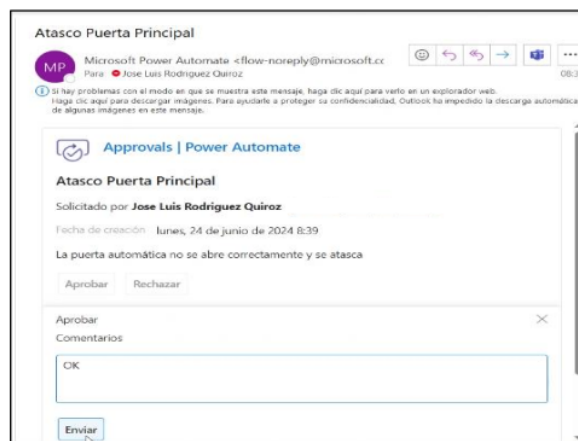 Atasco Puerta Principal
MP
Microsoft Power Automate <flow-noreply@microsoft.cc
Para Jose Luis Rodriguez Quiroz
08:3
Si hay problemas con el modo en que se muestra este mensaje, haga clic aquí para verlo en un explorador web.
Haga clic aquí para descargar imágenes. Para ayudarle a proteger su confidencialidad, Outlook ha impedido la descarga automática
de algunas imágenes en este mensaje.
Approvals | Power Automate
Atasco Puerta Principal
Solicitado por Jose Luis Rodriguez Quiroz
Fecha de creación lunes, 24 de junio de 2024 8:39
La puerta automática no se abre correctamente y se atasca
Aprobar Rechazar
Aprobar
Comentarios
OK
Enviar